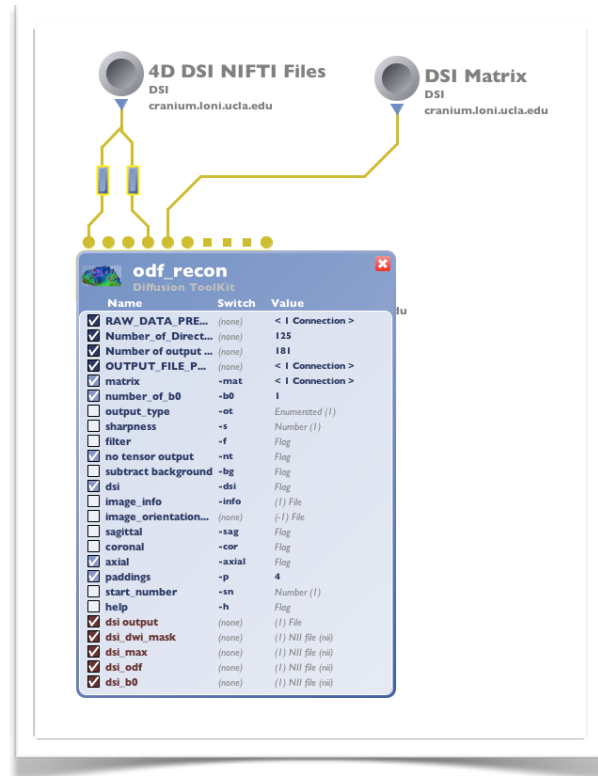 4D DSI NIFTI Files
DSI
cranium.loni.ucla.edu
DSI Matrix
DSI
cranium.loni.ucla.edu
odf_recon
Diffusion ToolKit
Name Switch Value
du
RAW_DATA_PRE... (none) < 1 Connection >
Number_of_Direct... (none) 125
Number of output ... (none) 181
OUTPUT_FILE_P... (none) < 1 Connection >
matrix -mat < 1 Connection >
number_of_b0 -b0 1
output_type -ot Enumerated (1)
sharpness -s Number (1)
filter -f Flag
no tensor output -nt Flag
subtract background -bg Flag
dsi -dsi Flag
image_info -info (1) File
image_orientation... (none) (-1) File
sagittal -sag Flag
coronal -cor Flag
axial -axial Flag
paddings -p 4
start_number -sn Number (1)
help -h Flag
dsi output (none) (1) File
dsi_dwi_mask (none) (1) NII file (nii)
dsi_max (none) (1) NII file (nii)
dsi_odf (none) (1) NII file (nii)
dsi_b0 (none) (1) NII file (nii)